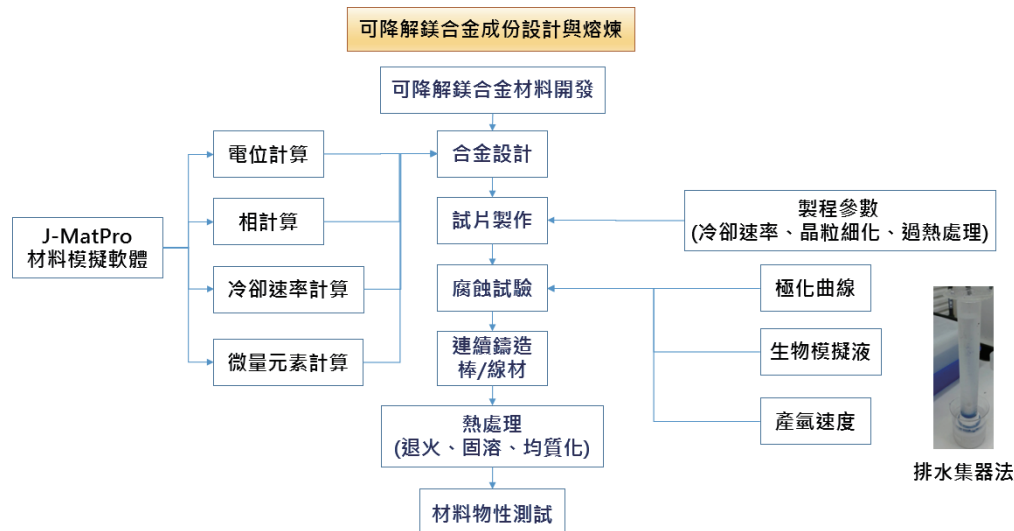 可降解鎂合金成份設計與熔煉
可降解鎂合金材料開發
電位計算
合金設計
相計算
試片製作
製程參數
(冷卻速率、晶粒細化、過熱處理)
J-MatPro
材料模擬軟體
冷卻速率計算
腐蝕試驗
極化曲線
連續鑄造
棒/線材
生物模擬液
微量元素計算
熱處理
(退火、固溶、均質化)
產氫速度
排水集器法
材料物性測試